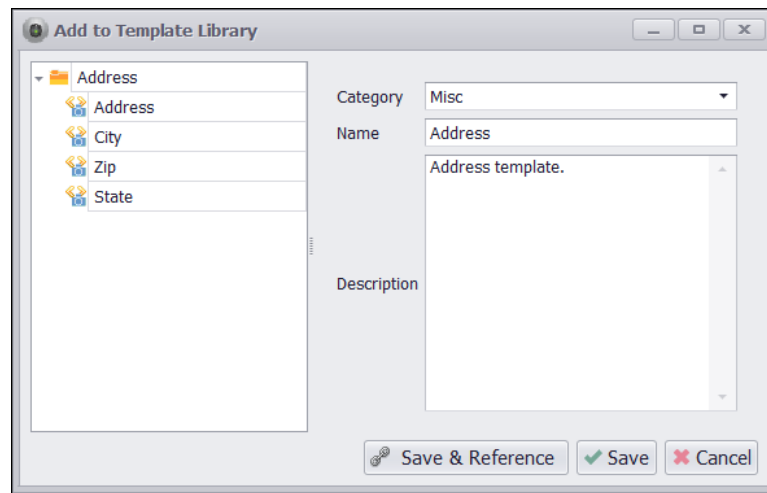 Add to Template Library
Address
Address
City
Zip
State
Category
Misc
Name
Address
Description
Address template.
Save & Reference
Save
Cancel